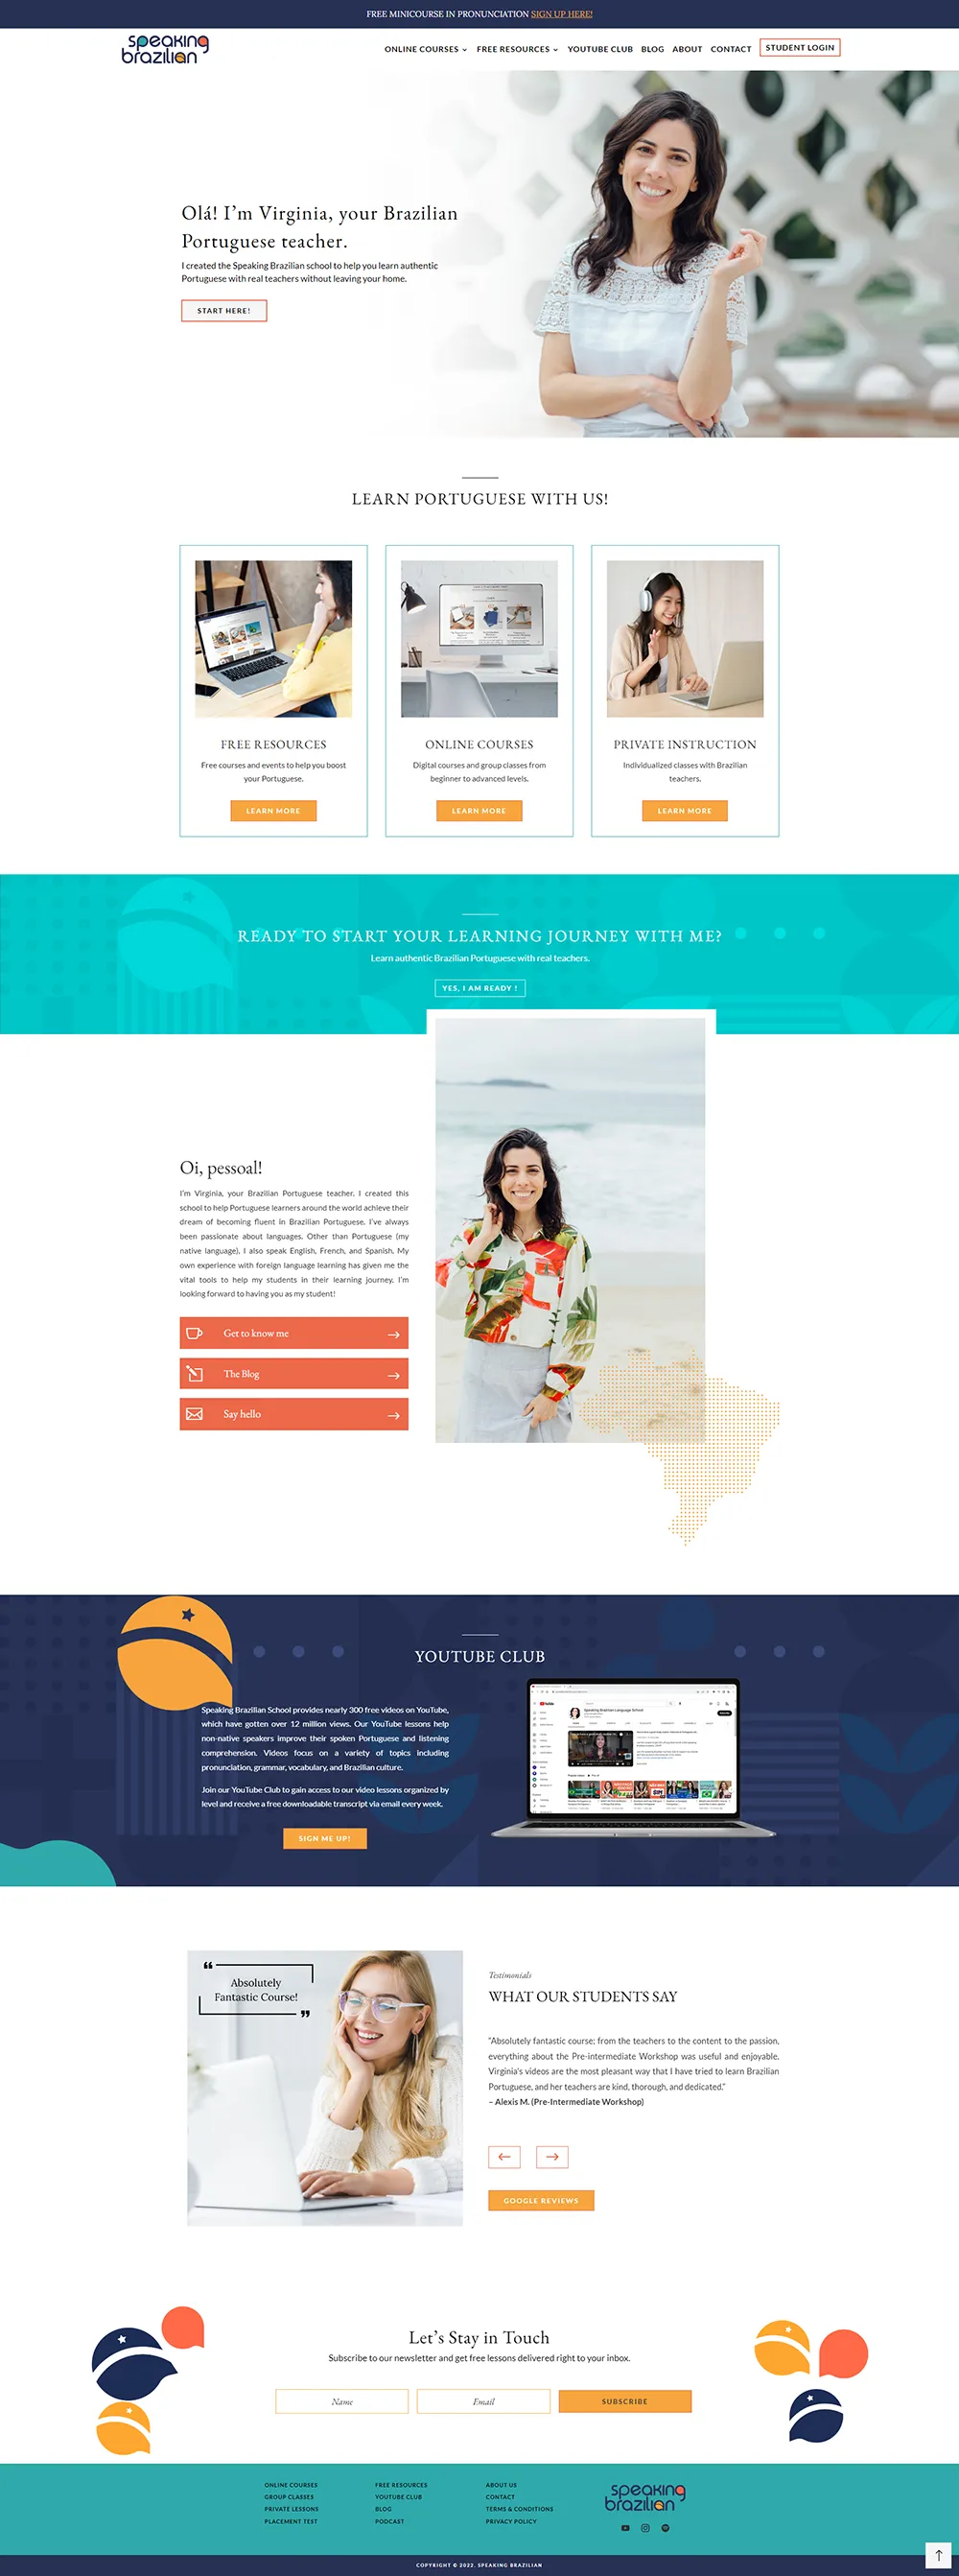 FREE MINICOURSE IN PRONUNCIATION SIGN UP HERE!
speaking
brazilian
ONLINE COURSES FREE RESOURCES YOUTUBE CLUB BLOG ABOUT CONTACT STUDENT LOGIN
Olá! I'm Virginia, your Brazilian
Portuguese teacher.
I created the Speaking Brazilian school to help you learn authentic
Portuguese with real teachers without leaving your home.
START HERE!
LEARN PORTUGUESE WITH US!
FREE RESOURCES
Free courses and events to help you boost
your Portuguese.
LEARN MORE
ONLINE COURSES
Digital courses and group classes from
beginner to advanced levels.
LEARN MORE
PRIVATE INSTRUCTION
Individualized classes with Brazilian
teachers.
LEARN MORE
READY TO START YOUR LEARNING JOURNEY WITH ME?
Learn authentic Brazilian Portuguese with real teachers.
YES, I AM READY !
Oi, pessoal!
I'm Virginia, your Brazilian Portuguese teacher. I created this
school to help Portuguese learners around the world achieve their
dream of becoming fluent in Brazilian Portuguese. I've always
been passionate about languages. Other than Portuguese (my
native language), I also speak English, French, and Spanish. My
own experience with foreign language learning has given me the
vital tools to help my students in their learning journey. I'm
looking forward to having you as my student!
Get to know me
The Blog
Say hello
YOUTUBE CLUB
Speaking Brazilian School provides nearly 300 free videos on YouTube,
which have gotten over 12 million views. Our YouTube lessons help
non-native speakers improve their spoken Portuguese and listening
comprehension. Videos focus on a variety of topics including
pronunciation, grammar, vocabulary, and Brazilian culture.
Join our YouTube Club to gain access to our video lessons organized by
level and receive a free downloadable transcript via email every week.
SIGN ME UP!
Speaking Brazilian Language School
“ Absolutely
Fantastic Course! ”
Testimonials
WHAT OUR STUDENTS SAY
"Absolutely fantastic course; from the teachers to the content to the passion,
everything about the Pre-intermediate Workshop was useful and enjoyable.
Virginia's videos are the most pleasant way that I have tried to learn Brazilian
Portuguese, and her teachers are kind, thorough, and dedicated."
– Alexis M. (Pre-Intermediate Workshop)
GOOGLE REVIEWS
Let's Stay in Touch
Subscribe to our newsletter and get free lessons delivered right to your inbox.
Name Email SUBSCRIBE
ONLINE COURSES
GROUP CLASSES
PRIVATE LESSONS
PLACEMENT TEST
FREE RESOURCES
YOUTUBE CLUB
BLOG
PODCAST
ABOUT US
CONTACT
TERMS & CONDITIONS
PRIVACY POLICY
speaking
brazilian
COPYRIGHT © 2022. SPEAKING BRAZILIAN